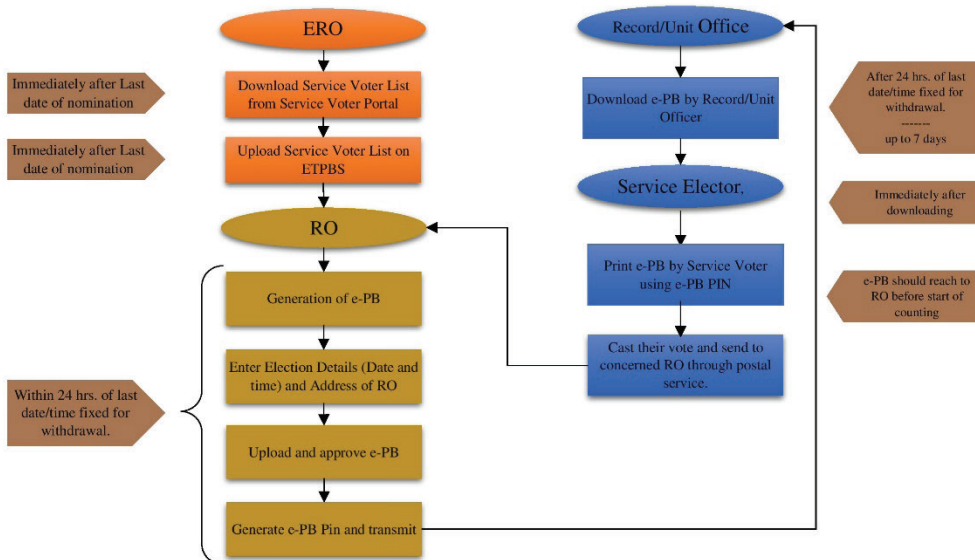 ERO
Immediately after Last
date of nomination
Download Service Voter List
from Service Voter Portal
Immediately after Last
date of nomination
Upload Service Voter List on
ETPBS
RO
Generation of e-PB
Enter Election Details (Date and
time) and Address of RO
Within 24 hrs. of last
date/time fixed for
withdrawal.
Upload and approve e-PB
Generate e-PB Pin and transmit
Record/Unit Office
Download e-PB by Record/Unit
Officer
After 24 hrs. of last
date/time fixed for
withdrawal.
-------
up to 7 days
Service Elector.
Immediately after
downloading
Print e-PB by Service Voter
using e-PB PIN
e-PB should reach to
RO before start of
counting
Cast their vote and send to
concerned RO through postal
service.